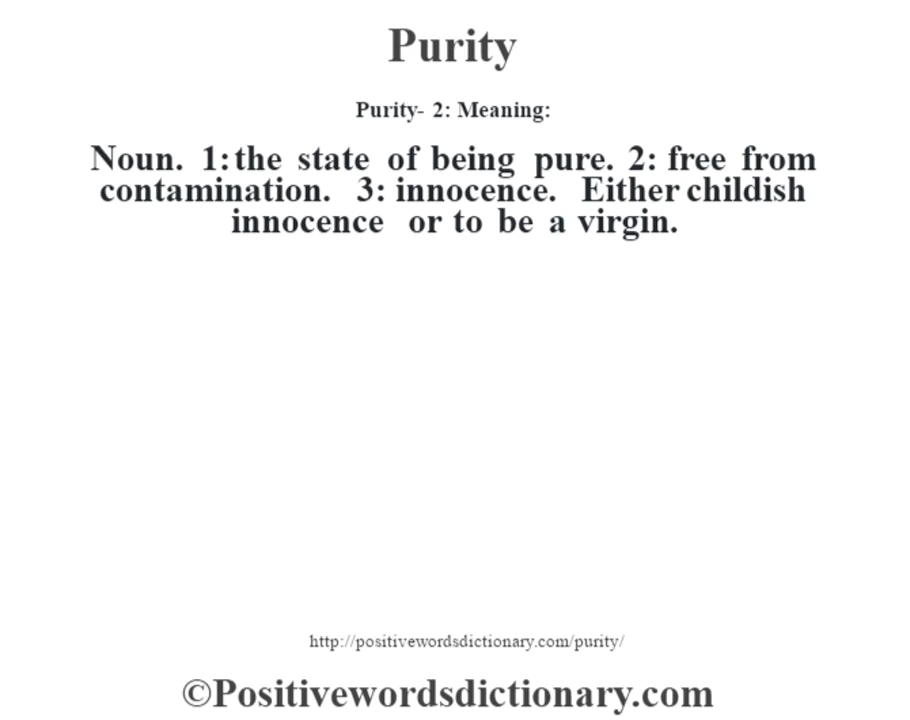 Purity
Purity- 2: Meaning:
Noun. 1:the state of being pure. 2: free from
contamination. 3: innocence. Either childish
innocence or to be a virgin.
http://positivewordsdictionary.com/purity/
©Positivewordsdictionary.com